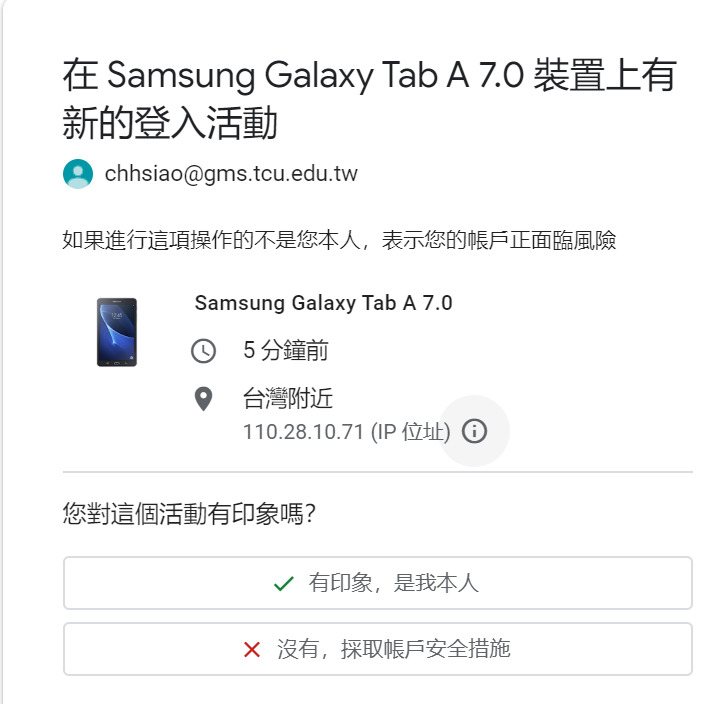 在 Samsung Galaxy Tab A 7.0 裝置上有
新的登入活動
chhsiao@gms.tcu.edu.tw
如果進行這項操作的不是您本人，表示您的帳戶正面臨風險
Samsung Galaxy Tab A 7.0
5 分鐘前
台灣附近
110.28.10.71 (IP 位址)
您對這個活動有印象嗎?
有印象，是我本人
沒有，採取帳戶安全措施